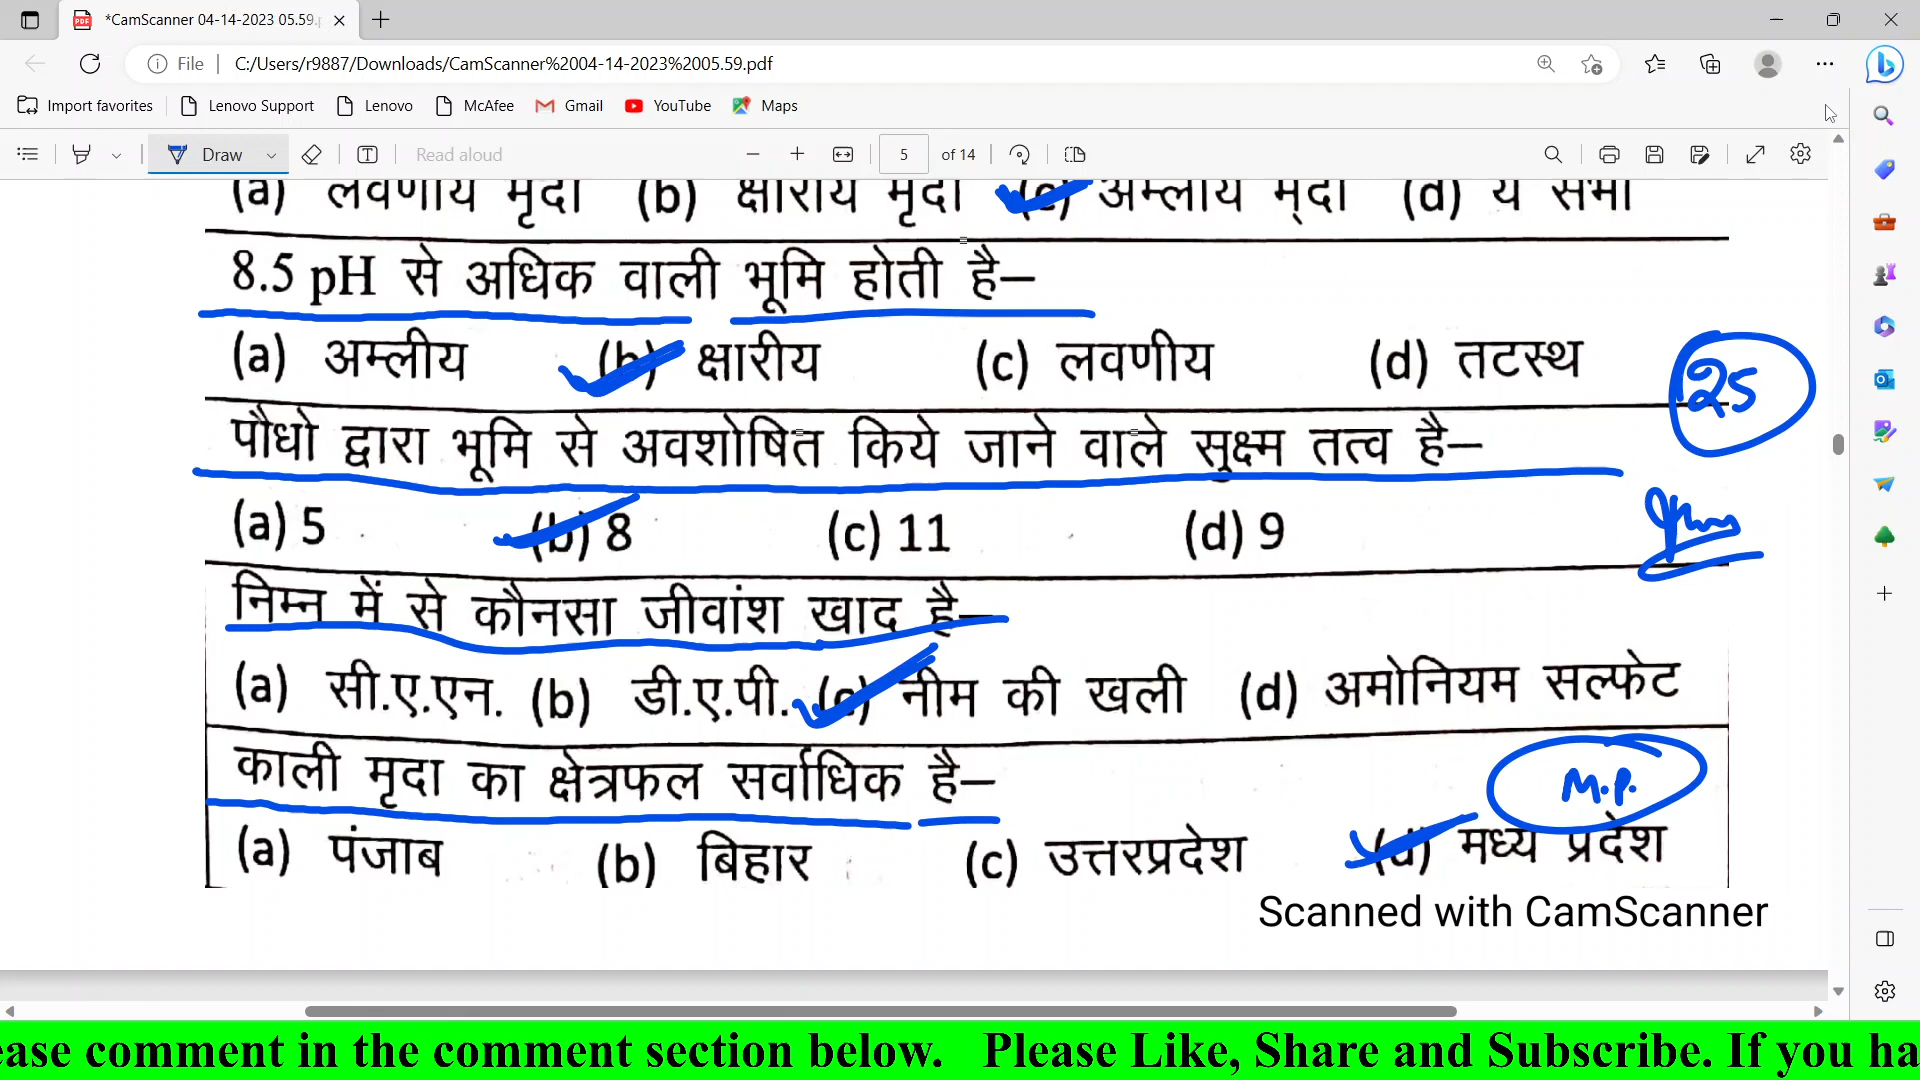 *CamScanner 04-14-2023 05.59.p
File C:/Users/r9887/Downloads/CamScanner%2004-14-2023%2005.59.pdf
Import favorites Lenovo Support Lenovo McAfee Gmail YouTube Maps
Draw Read aloud 5 of 14
(a) लवणीय मृदा (b) क्षारीय मृदा (c) अम्लीय म्दा (d) ये सभी
8.5 pH से अधिक वाली भूमि होती है–
(a) अम्लीय (b) क्षारीय (c) लवणीय (d) तटस्थ
25
पौधो द्वारा भूमि से अवशोषित किये जाने वाले सुक्ष्म तत्व है–
(a) 5 (b) 8 (c) 11 (d) 9
निम्न में से कौनसा जीवांश खाद है–
(a) सी.ए.एन. (b) डी.ए.पी. (c) नीम की खली (d) अमोनियम सल्फेट
काली मृदा का क्षेत्रफल सर्वाधिक है–
M.P.
(a) पंजाब (b) बिहार (c) उत्तरप्रदेश (d) मध्य प्रदेश
Scanned with CamScanner
ease comment in the comment section below. Please Like, Share and Subscribe. If you ha